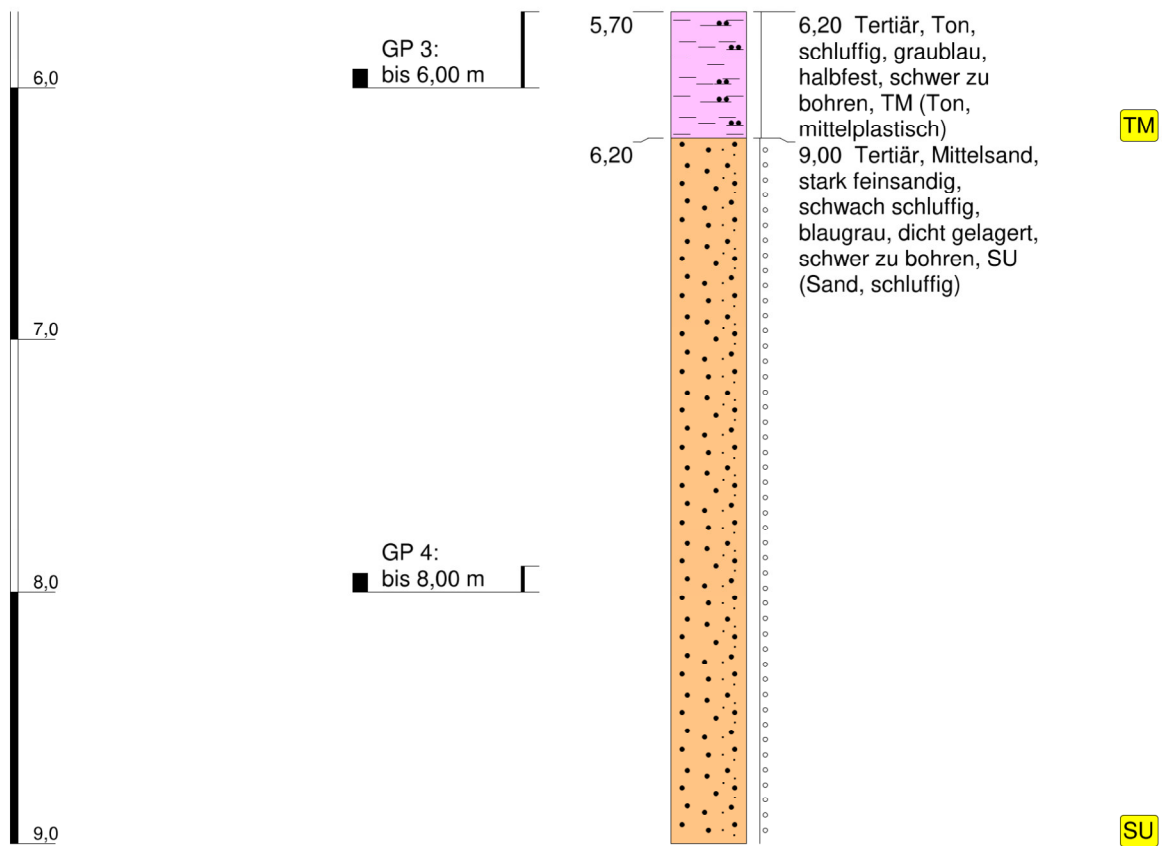 5,70
6,20 Tertiär, Ton,
schluffig, graublau,
halbfest, schwer zu
bohren, TM (Ton,
mittelplastisch)
GP 3:
bis 6,00 m
6,0
TM
6,20
9,00 Tertiär, Mittelsand,
stark feinsandig,
schwach schluffig,
blaugrau, dicht gelagert,
schwer zu bohren, SU
(Sand, schluffig)
7,0
GP 4:
bis 8,00 m
8,0
9,0
SU